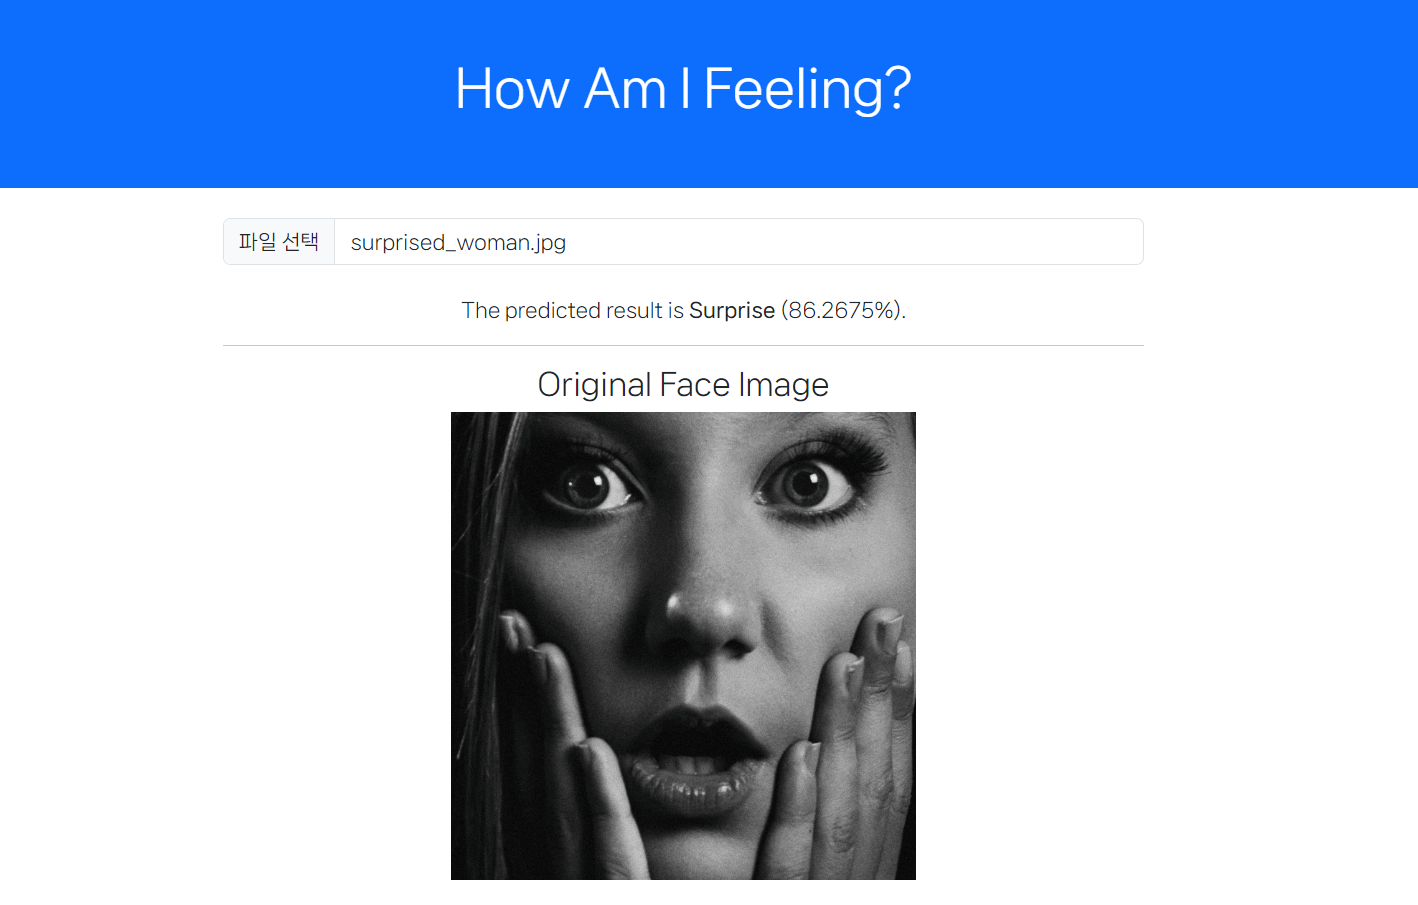 How Am I Feeling?
파일 선택 surprised_woman.jpg
The predicted result is Surprise (86.2675%).
Original Face Image